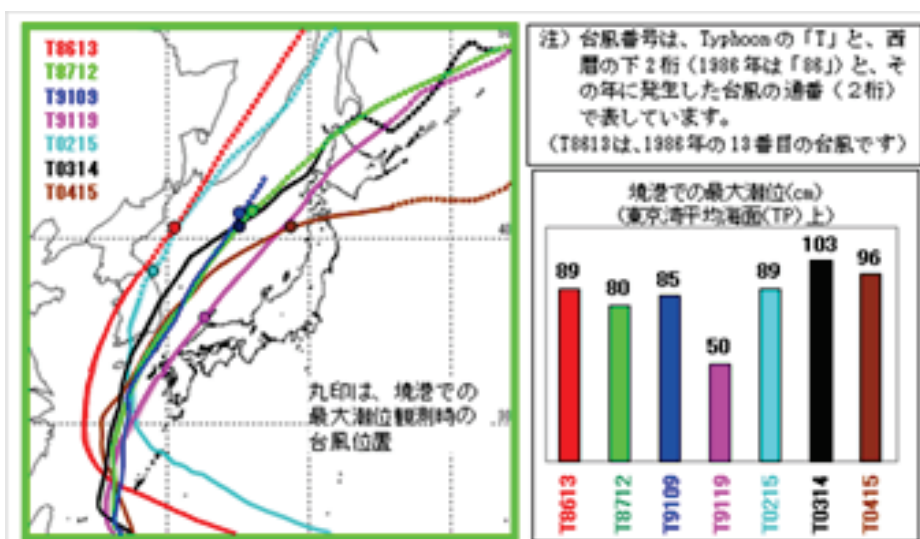 T8613
T8712
T9109
T9119
T0215
T0314
T0415
丸印は、境港での
最大潮位観測時の
台風位置
注）台風番号は、Typhoonの「T」と、西
暦の下2桁（1986年は「86」）と、そ
の年に発生した台風の通番（2桁）
で表しています。
（T8613は、1986年の13番目の台風です）
境港での最大潮位(cm)
(東京湾平均海面(TP)上)
89
80
85
50
89
103
96
T8613
T8712
T9109
T9119
T0215
T0314
T0415